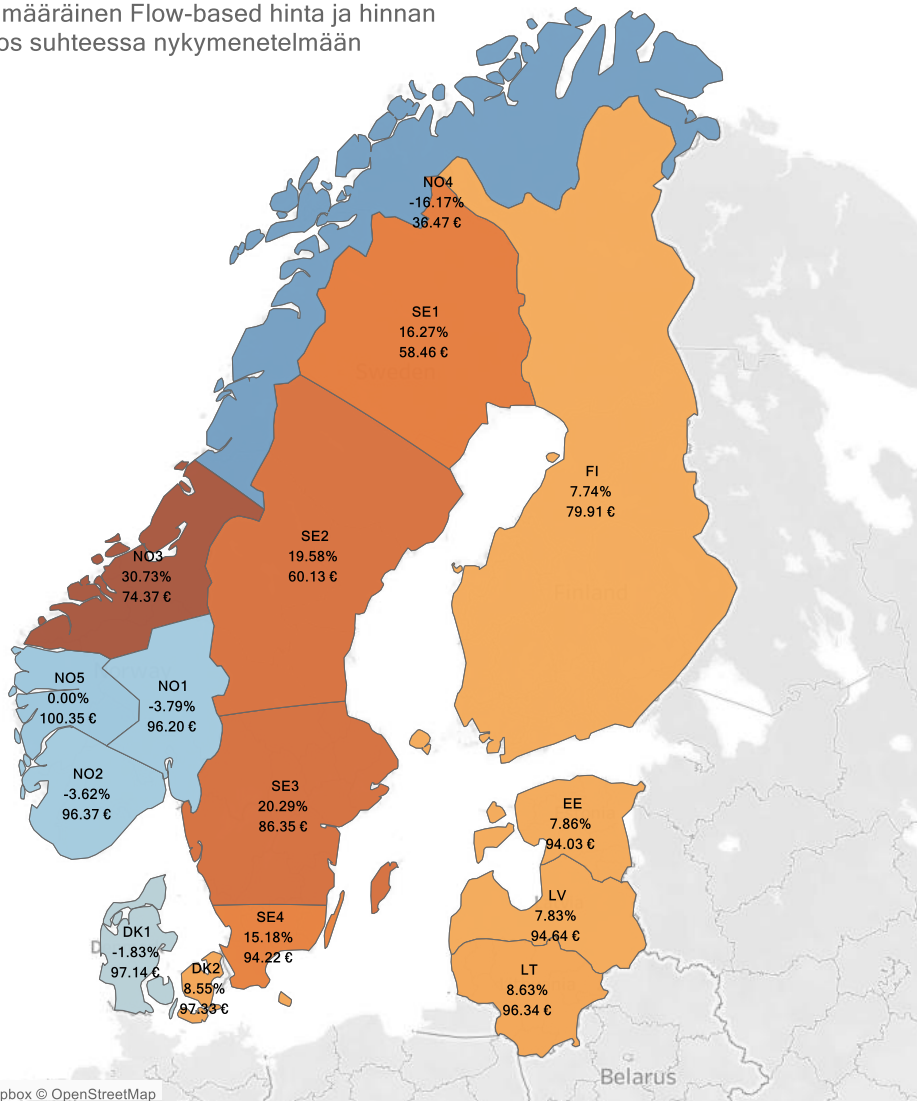 määräinen Flow-based hinta ja hinnan
os suhteessa nykymenetelmään
NO4
-16.17%
36.47 €
SE1
16.27%
58.46 €
Sweden
FI
7.74%
79.91 €
SE2
19.58%
60.13 €
NO3
30.73%
74.37 €
Finland
NO5
0.00%
100.35 €
NO1
-3.79%
96.20 €
NO2
-3.62%
96.37 €
SE3
20.29%
86.35 €
EE
7.86%
94.03 €
LV
7.83%
94.64 €
SE4
15.18%
94.22 €
DK1
-1.83%
97.14 €
DK2
8.55%
97.33 €
LT
8.63%
96.34 €
Belarus
pbox © OpenStreetMap